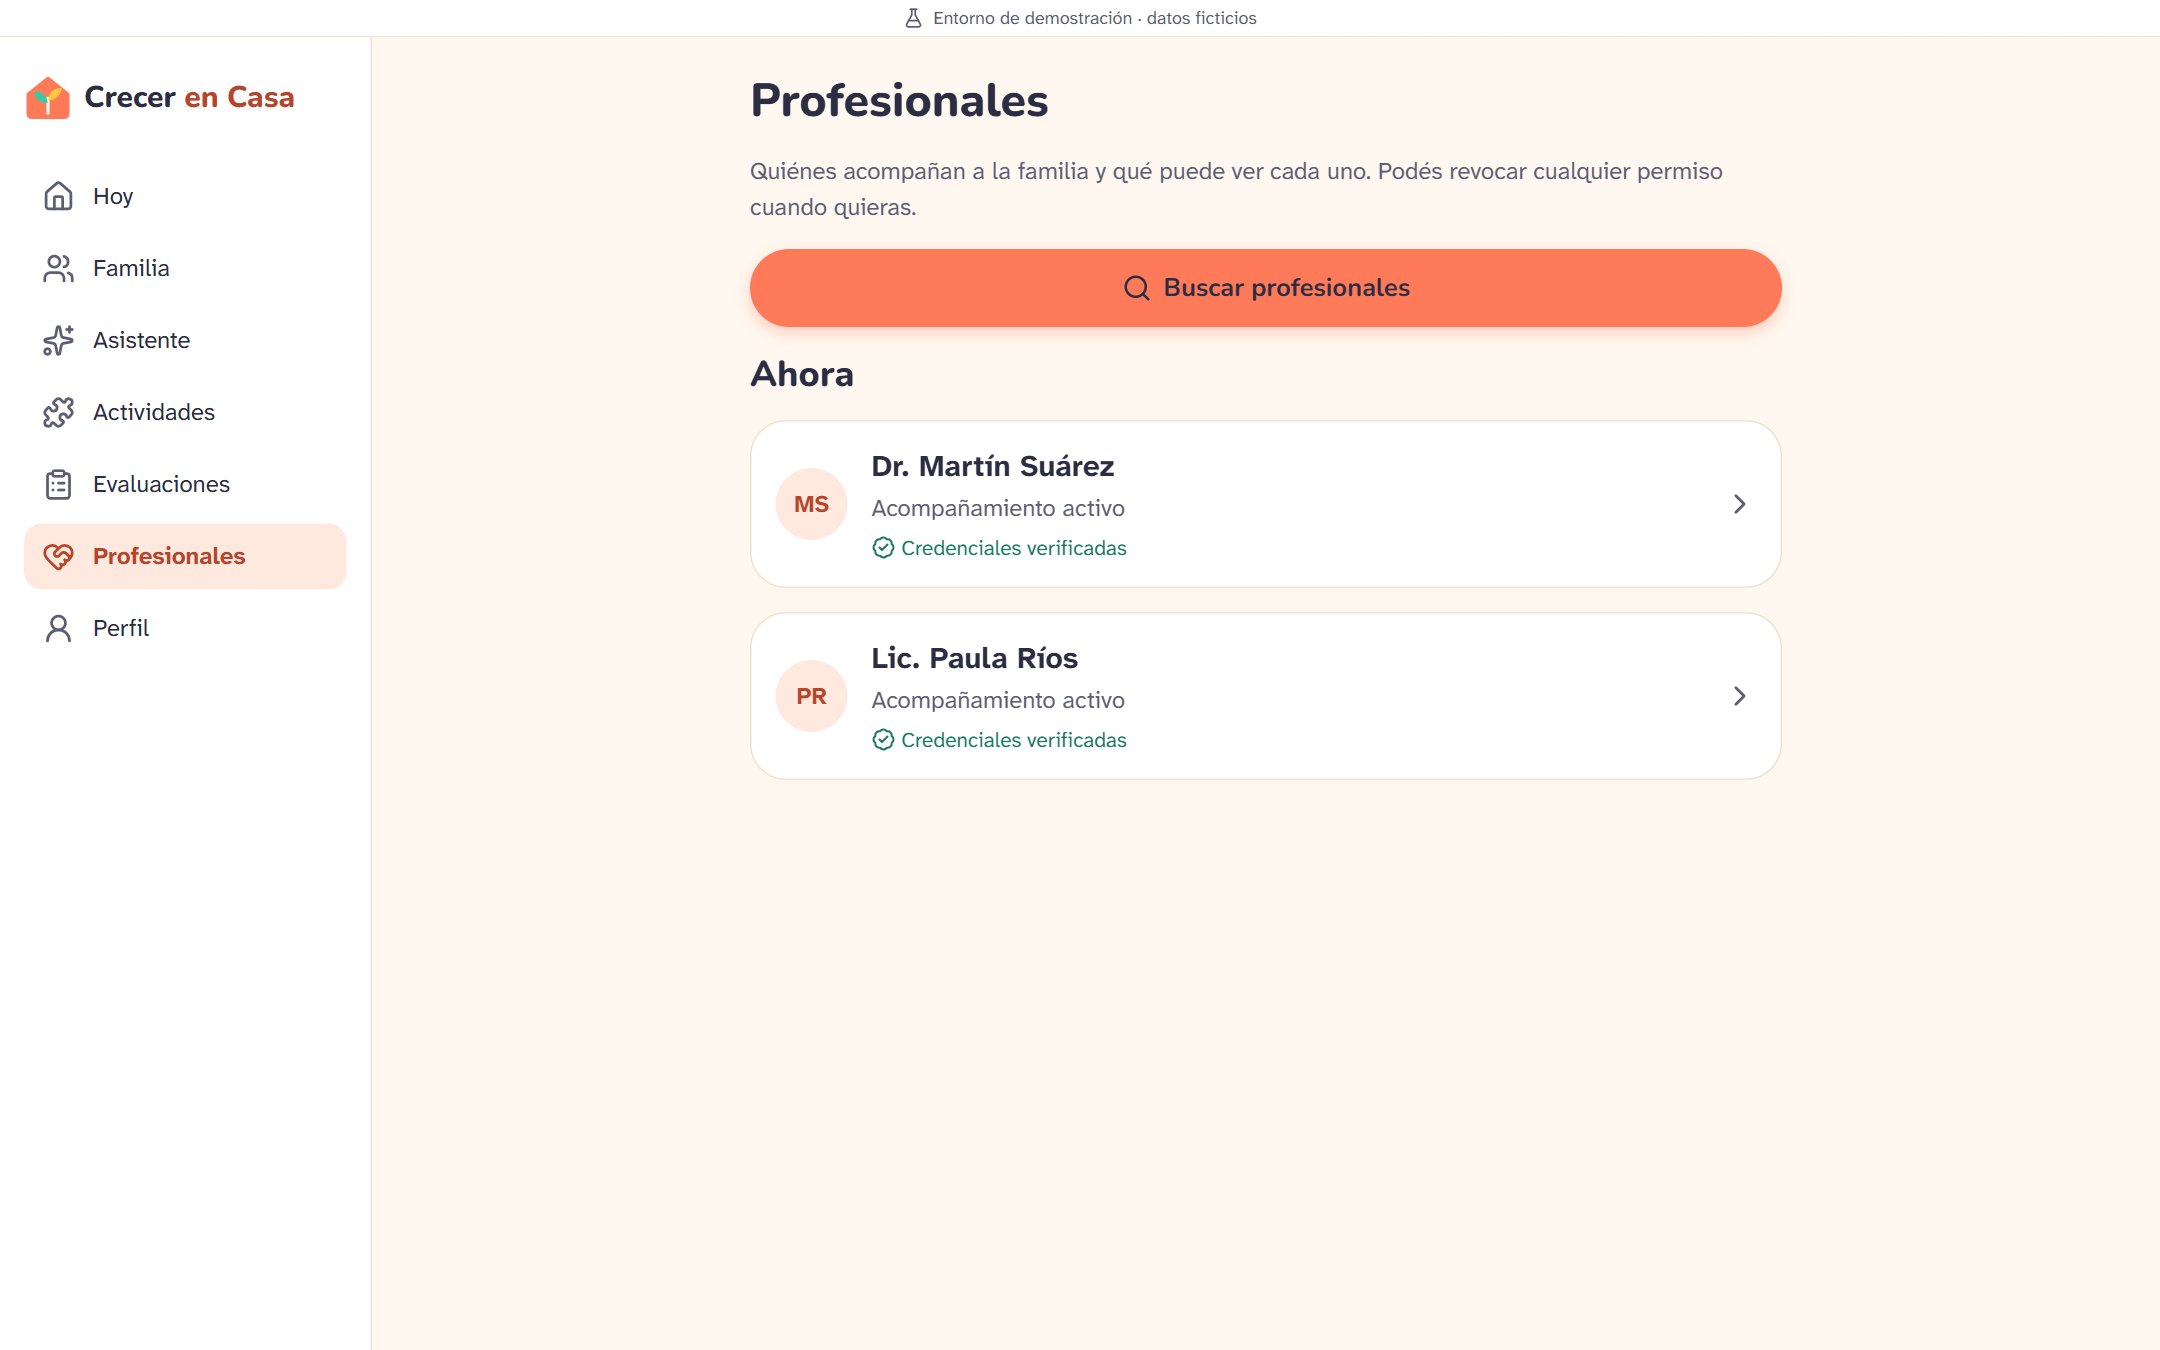 Entorno de demostración · datos ficticios
Crecer en Casa
Hoy
Familia
Asistente
Actividades
Evaluaciones
Profesionales
Perfil
Profesionales
Quiénes acompañan a la familia y qué puede ver cada uno. Podés revocar cualquier permiso
cuando quieras.
Buscar profesionales
Ahora
MS
Dr. Martín Suárez
Acompañamiento activo
Credenciales verificadas
PR
Lic. Paula Ríos
Acompañamiento activo
Credenciales verificadas